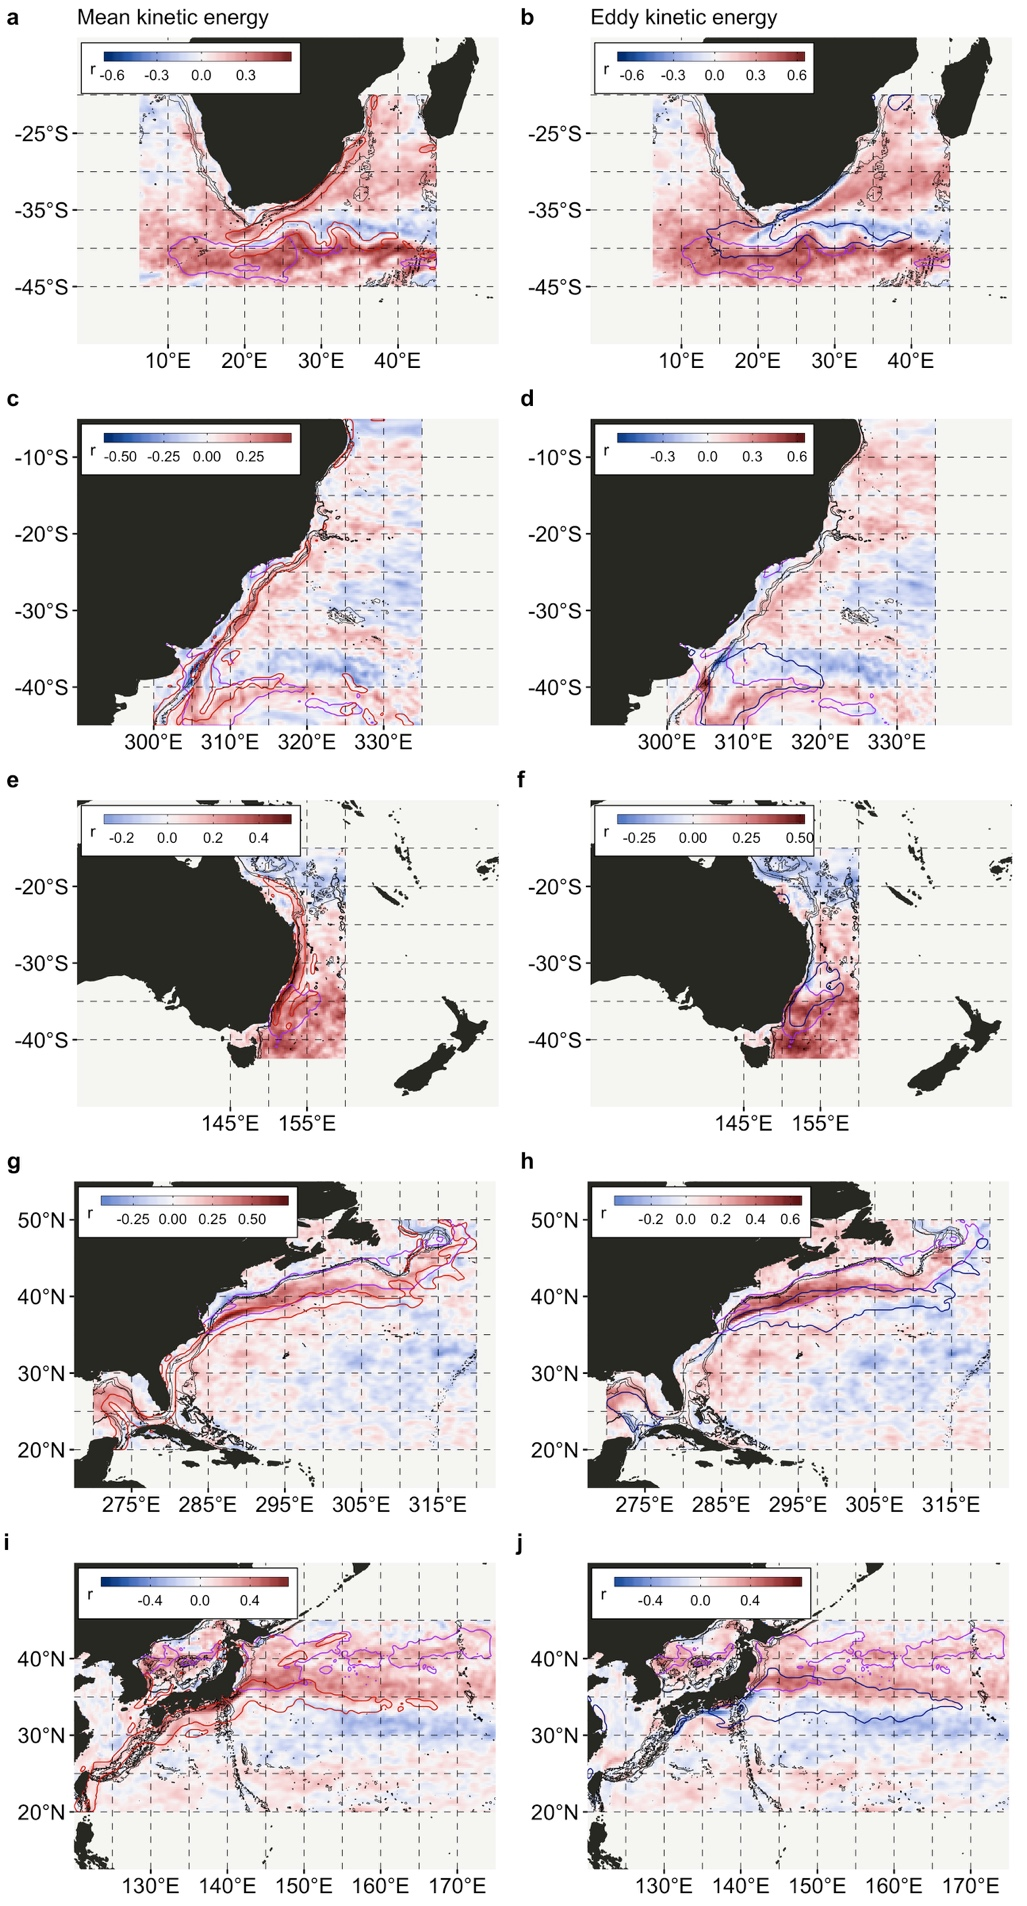 a Mean kinetic energy b Eddy kinetic energy
r -0.6 -0.3 0.0 0.3
r -0.6 -0.3 0.0 0.3 0.6
-25°S -25°S
-35°S -35°S
-45°S -45°S
10°E 20°E 30°E 40°E 10°E 20°E 30°E 40°E
c d
r -0.50 -0.25 0.00 0.25
r -0.3 0.0 0.3 0.6
-10°S -10°S
-20°S -20°S
-30°S -30°S
-40°S -40°S
300°E 310°E 320°E 330°E 300°E 310°E 320°E 330°E
e f
r -0.2 0.0 0.2 0.4
r -0.25 0.00 0.25 0.50
-20°S -20°S
-30°S -30°S
-40°S -40°S
145°E 155°E 145°E 155°E
g h
r -0.25 0.00 0.25 0.50
r -0.2 0.0 0.2 0.4 0.6
50°N 50°N
40°N 40°N
30°N 30°N
20°N 20°N
275°E 285°E 295°E 305°E 315°E 275°E 285°E 295°E 305°E 315°E
i j
r -0.4 0.0 0.4
r -0.4 0.0 0.4
40°N 40°N
30°N 30°N
20°N 20°N
130°E 140°E 150°E 160°E 170°E 130°E 140°E 150°E 160°E 170°E